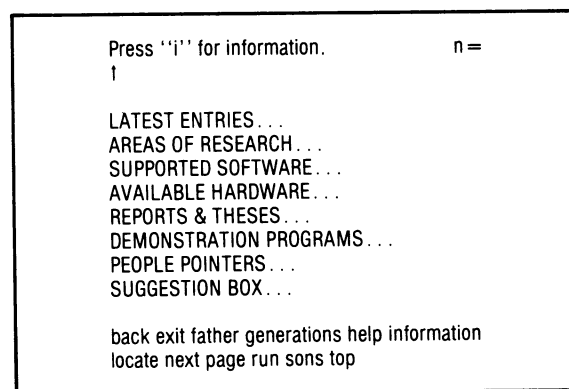 Press ‘‘i’’ for information. n=
↑
LATEST ENTRIES...
AREAS OF RESEARCH...
SUPPORTED SOFTWARE...
AVAILABLE HARDWARE...
REPORTS & THESES...
DEMONSTRATION PROGRAMS...
PEOPLE POINTERS...
SUGGESTION BOX...
back exit father generations help information
locate next page run sons top